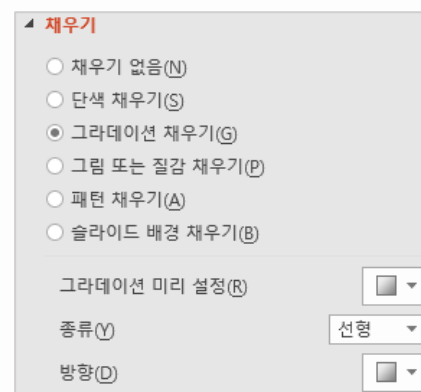 채우기
채우기 없음(N)
단색 채우기(S)
그라데이션 채우기(G)
그림 또는 질감 채우기(P)
패턴 채우기(A)
슬라이드 배경 채우기(B)
그라데이션 미리 설정(R)
종류(Y) 선형
방향(D)